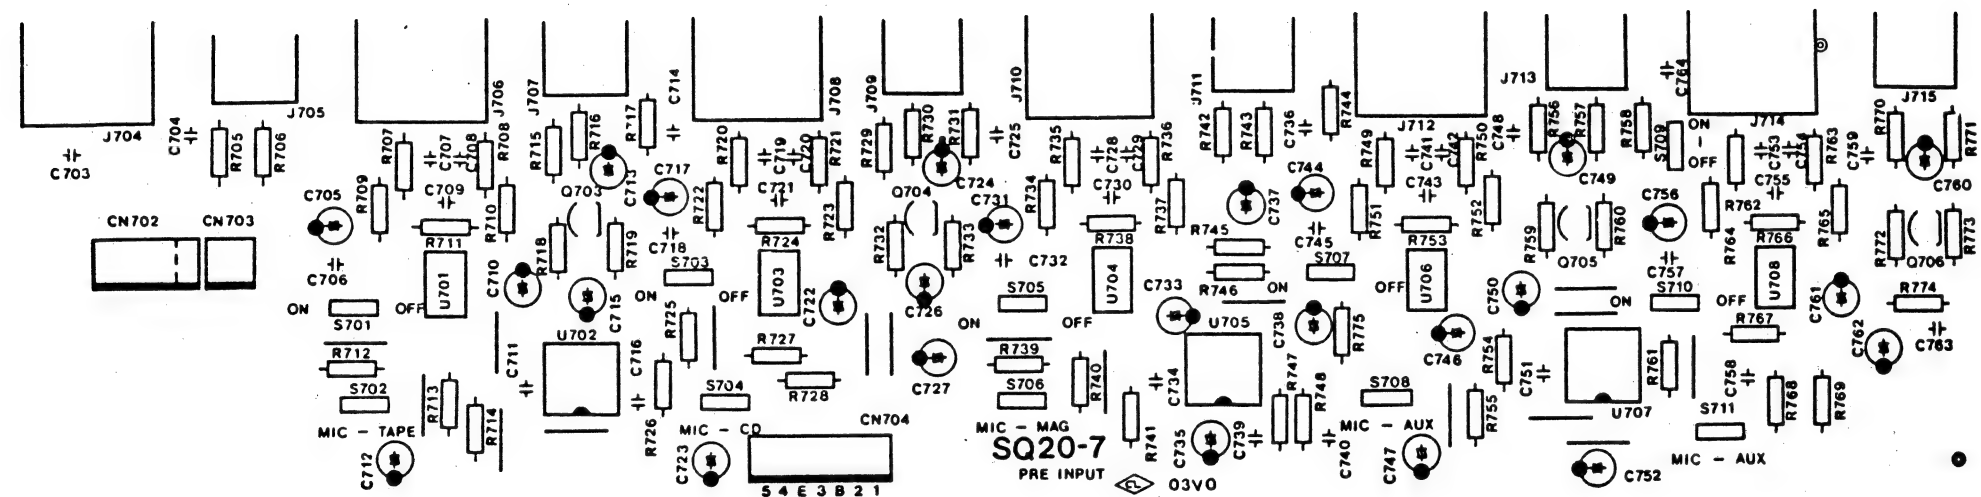 J704
C704
C703
R705
R706
J705
CN702
CN703
C705
C706
R709
R707
C707
C708
R708
J706
C709
R710
R711
U701
ON
OFF
S701
R712
S702
MIC – TAPE
R713
R714
C712
J707
R715
R716
R717
C714
C713
C717
Q703
R718
R719
C718
C710
C715
C711
U702
C716
R726
J708
R720
C719
C720
R721
R722
C721
R723
R724
S703
U703
ON
OFF
C722
R725
R727
S704
R728
MIC – CD
C723
CN704
5 4 E 3 B 2 1
J709
R729
R730
R731
C725
C724
Q704
C731
R732
R733
C732
C726
C727
J710
R735
C728
C729
R736
R734
C730
R737
R738
U704
S705
ON
OFF
R739
S706
R740
MIC – MAG
SQ20-7
PRE INPUT
CL
03V0
R741
J711
R742
R743
C736
R744
C737
C744
R745
R746
C745
S707
C733
ON
OFF
U705
C738
R775
C734
R747
R748
C735
C739
C740
J712
R749
C741
C742
R750
C748
R751
C743
R752
R753
U706
C746
S708
MIC – AUX
C747
R754
R755
C750
C751
J713
R756
R757
R758
C749
R759
R760
Q705
C756
C757
S710
ON
OFF
U707
R761
C752
C764
S709
ON
–
OFF
J714
C753
C754
R763
C759
R762
C755
R764
R765
R766
U708
R767
C758
R768
R769
S711
MIC – AUX
J715
R770
R771
C760
R772
R773
Q706
C761
R774
C762
C763